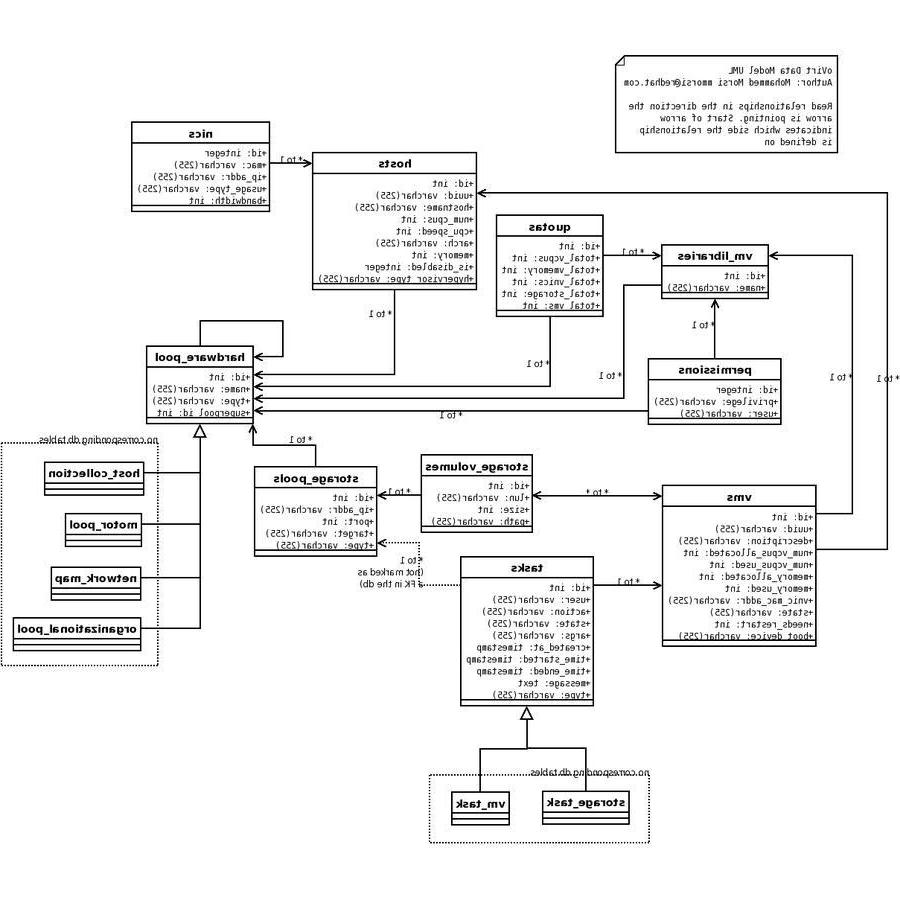 oVirt Data Model UML
Author: Mohammed Morsi mmorsi@redhat.com
Read relationships in the direction the
arrow is pointing. Start of arrow
indicates which side the relationship
is defined on
nics
+id: integer
+mac: varchar(255)
+ip_addr: varchar(255)
+usage_type: varchar(255)
+bandwidth: int
* to 1
hosts
+id: int
+uuid: varchar(255)
+hostname: varchar(255)
+num_cpus: int
+cpu_speed: int
+arch: varchar(255)
+memory: int
+is_disabled: integer
+hypervisor_type: varchar(255)
* to 1
quotas
+id: int
+total_vcpus: int
+total_vmemory: int
+total_vnics: int
+total_storage: int
+total_vms: int
* to 1
* to 1
vm_libraries
+id: int
+name: varchar(255)
* to 1
* to 1
permissions
+id: integer
+privilege: varchar(255)
+user: varchar(255)
* to 1
* to 1
* to 1
hardware_pool
+id: int
+name: varchar(255)
+type: varchar(255)
+superpool_id: int
no corresponding db tables
host_collection
motor_pool
network_map
organizational_pool
* to 1
storage_pools
+id: int
+ip_addr: varchar(255)
+port: int
+target: varchar(255)
+type: varchar(255)
* to 1
storage_volumes
+id: int
+lun: varchar(255)
+size: int
+path: varchar(255)
* to *
vms
+id: int
+uuid: varchar(255)
+description: varchar(255)
+num_vcpus_allocated: int
+num_vcpus_used: int
+memory_allocated: int
+memory_used: int
+vnic_mac_addr: varchar(255)
+state: varchar(255)
+needs_restart: int
+boot_device: varchar(255)
* to 1
(not marked as
a FK in the db)
tasks
+id: int
+user: varchar(255)
+action: varchar(255)
+state: varchar(255)
+args: varchar(255)
+created_at: timestamp
+time_started: timestamp
+time_ended: timestamp
+message: text
+type: varchar(255)
* to 1
no corresponding db tables
vm_task
storage_task